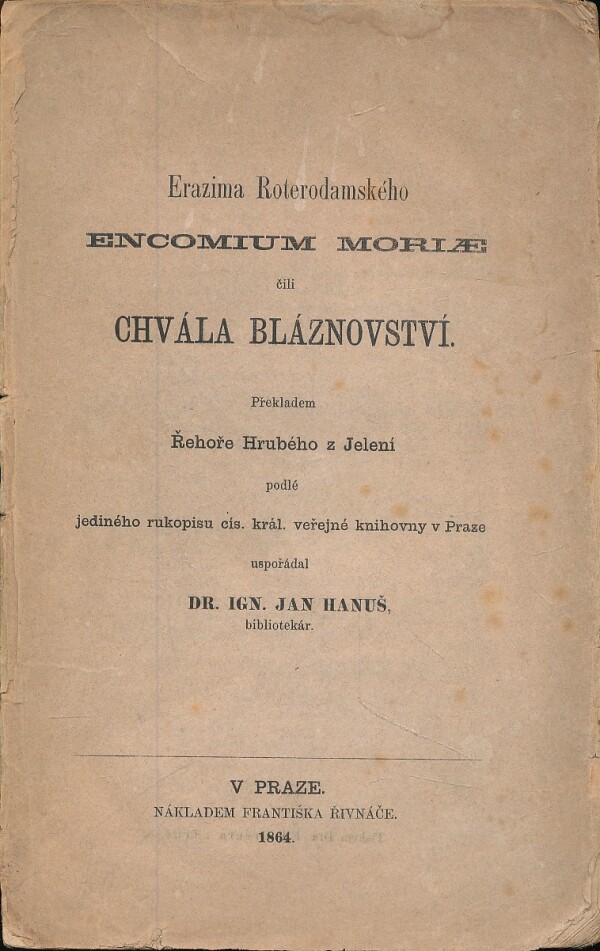 Erazima Roterodamského
ENCOMIUM MORIÆ
čili
CHVÁLA BLÁZNOVSTVÍ.
Překladem
Řehoře Hrubého z Jelení
podlé
jediného rukopisu cís. král. veřejné knihovny v Praze
uspořádal
DR. IGN. JAN HANUŠ,
bibliotekár.
V PRAZE.
NÁKLADEM FRANTIŠKA ŘIVNÁČE.
1864.